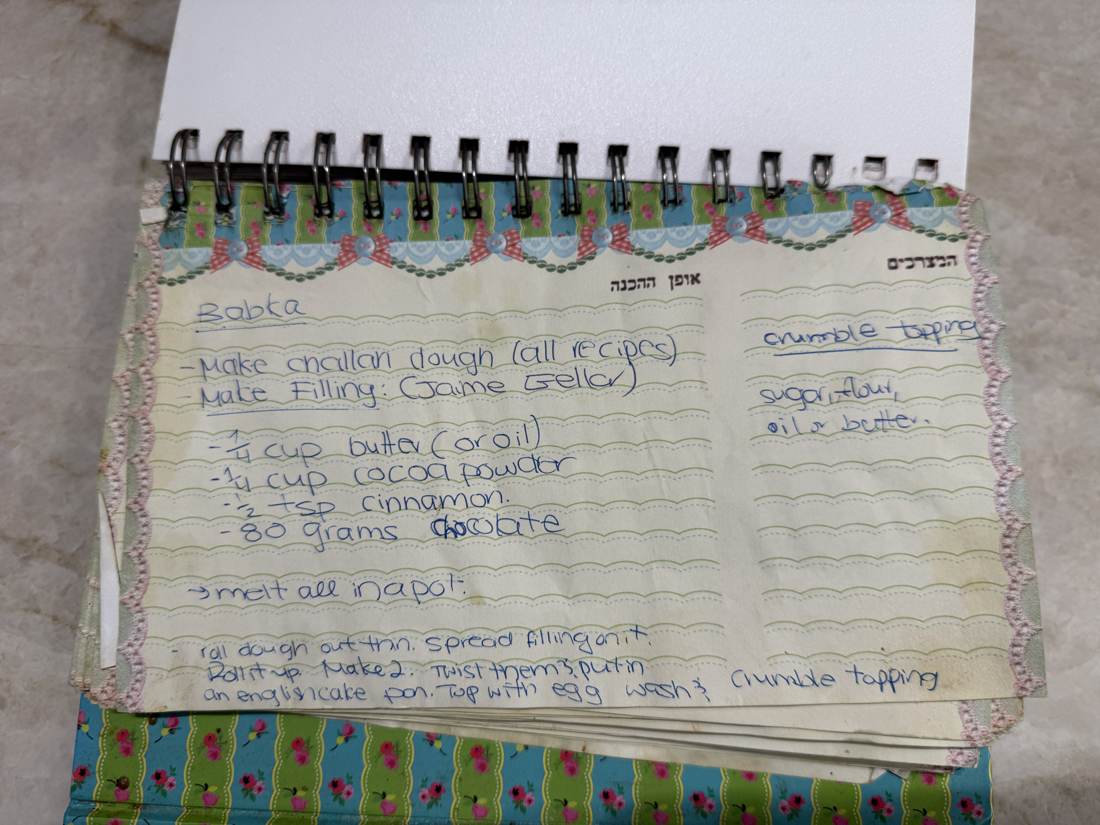 המצרכים
אופן ההכנה
Babka
- Make challah dough (all recipes)
- Make Filling: (Jaime Geller)
- 1/4 cup butter (or oil)
- 1/4 cup cocoa powder
- 1/2 tsp cinnamon.
- 80 grams chocolate
→ melt all in a pot.
- roll dough out thin. Spread filling on it.
Roll it up. Make 2. Twist them & put in
an english cake pan. Top with egg wash & crumble topping
crumble topping
sugar, flour,
oil or butter.